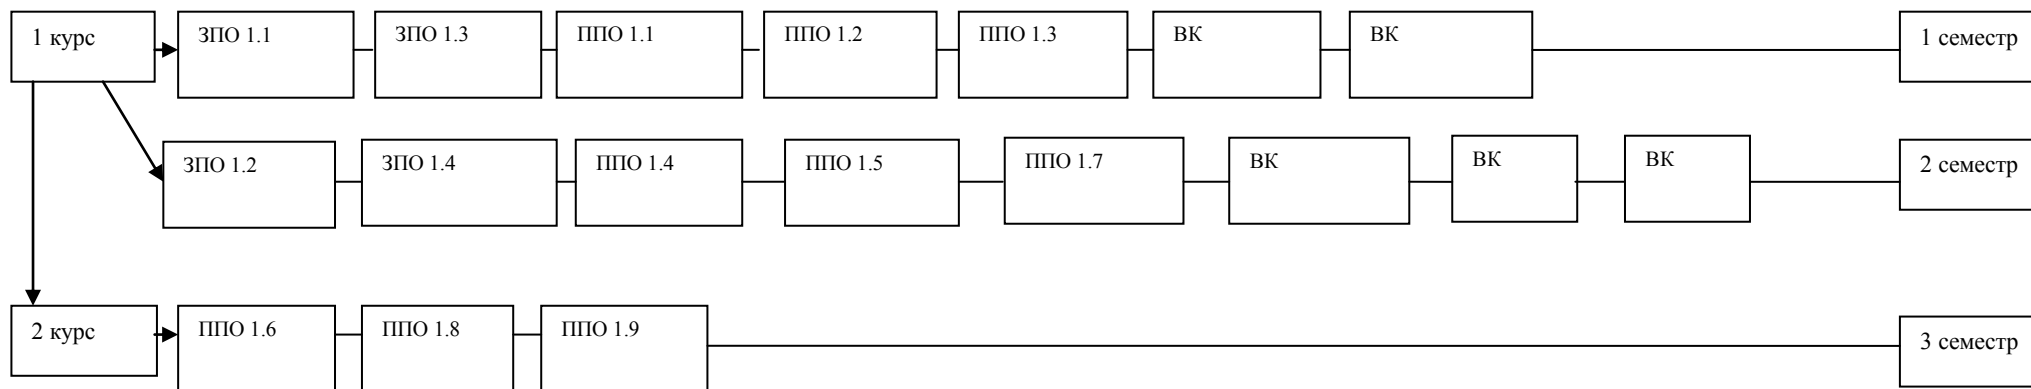 1 курс ЗПО 1.1 ЗПО 1.3 ППО 1.1 ППО 1.2 ППО 1.3 ВК ВК 1 семестр
ЗПО 1.2 ЗПО 1.4 ППО 1.4 ППО 1.5 ППО 1.7 ВК ВК ВК 2 семестр
2 курс ППО 1.6 ППО 1.8 ППО 1.9 3 семестр